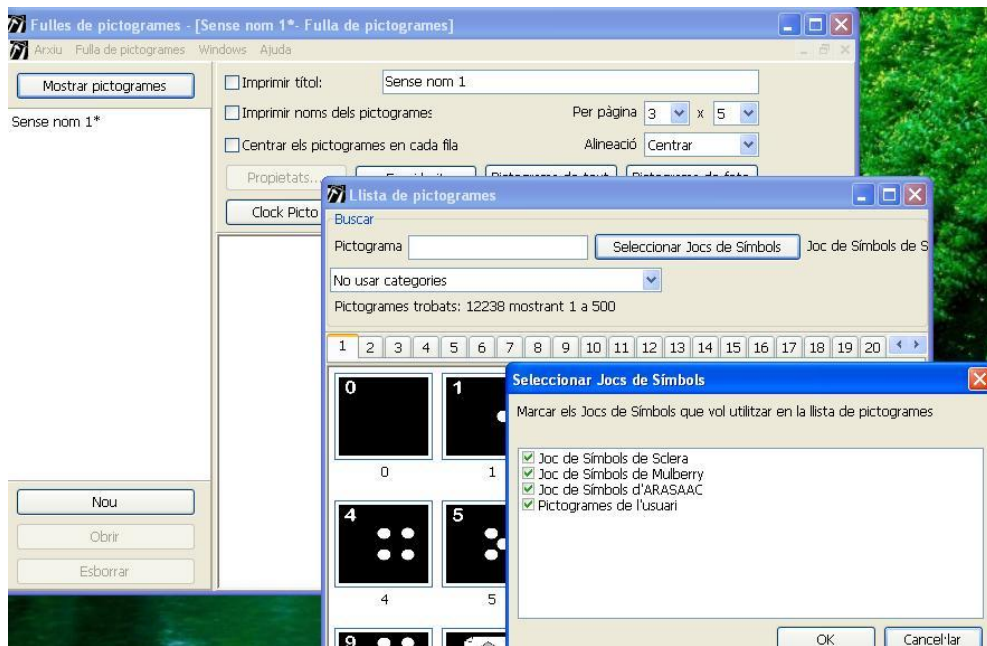 Fulles de pictogrames - [Sense nom 1*- Fulla de pictogrames]
Arxiu Fulla de pictogrames Windows Ajuda
Mostrar pictogrames
Sense nom 1*
Nou
Obrir
Esborrar
Imprimir títol: Sense nom 1
Imprimir noms dels pictogrames Per pàgina 3 x 5
Centrar els pictogrames en cada fila Alineació Centrar
Propietats...
Clock Picto
Llista de pictogrames
Buscar
Pictograma Seleccionar Jocs de Símbols Joc de Símbols de S
No usar categories
Pictogrames trobats: 12238 mostrant 1 a 500
1 2 3 4 5 6 7 8 9 10 11 12 13 14 15 16 17 18 19 20
0 1
0 1
4 5
4 5
9
Seleccionar Jocs de Símbols
Marcar els Jocs de Símbols que vol utilitzar en la llista de pictogrames
Joc de Símbols de Sclera
Joc de Símbols de Mulberry
Joc de Símbols d'ARASAAC
Pictogrames de l'usuari
OK Cancel·lar